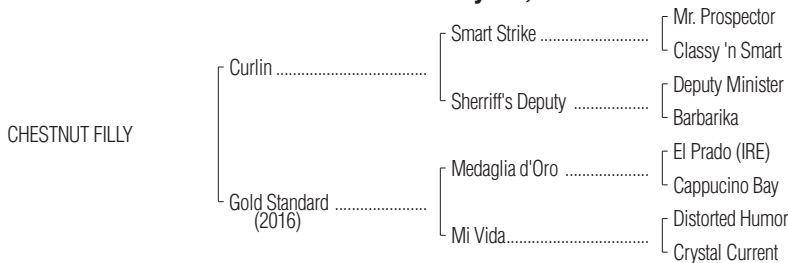 Mr. Prospector
Smart Strike ........................
Classy 'n Smart
Curlin .................................
Deputy Minister
Sherriff's Deputy .................
Barbarika
CHESTNUT FILLY
El Prado (IRE)
Medaglia d'Oro ...................
Cappucino Bay
Gold Standard ....................
(2016)
Distorted Humor
Mi Vida................................
Crystal Current